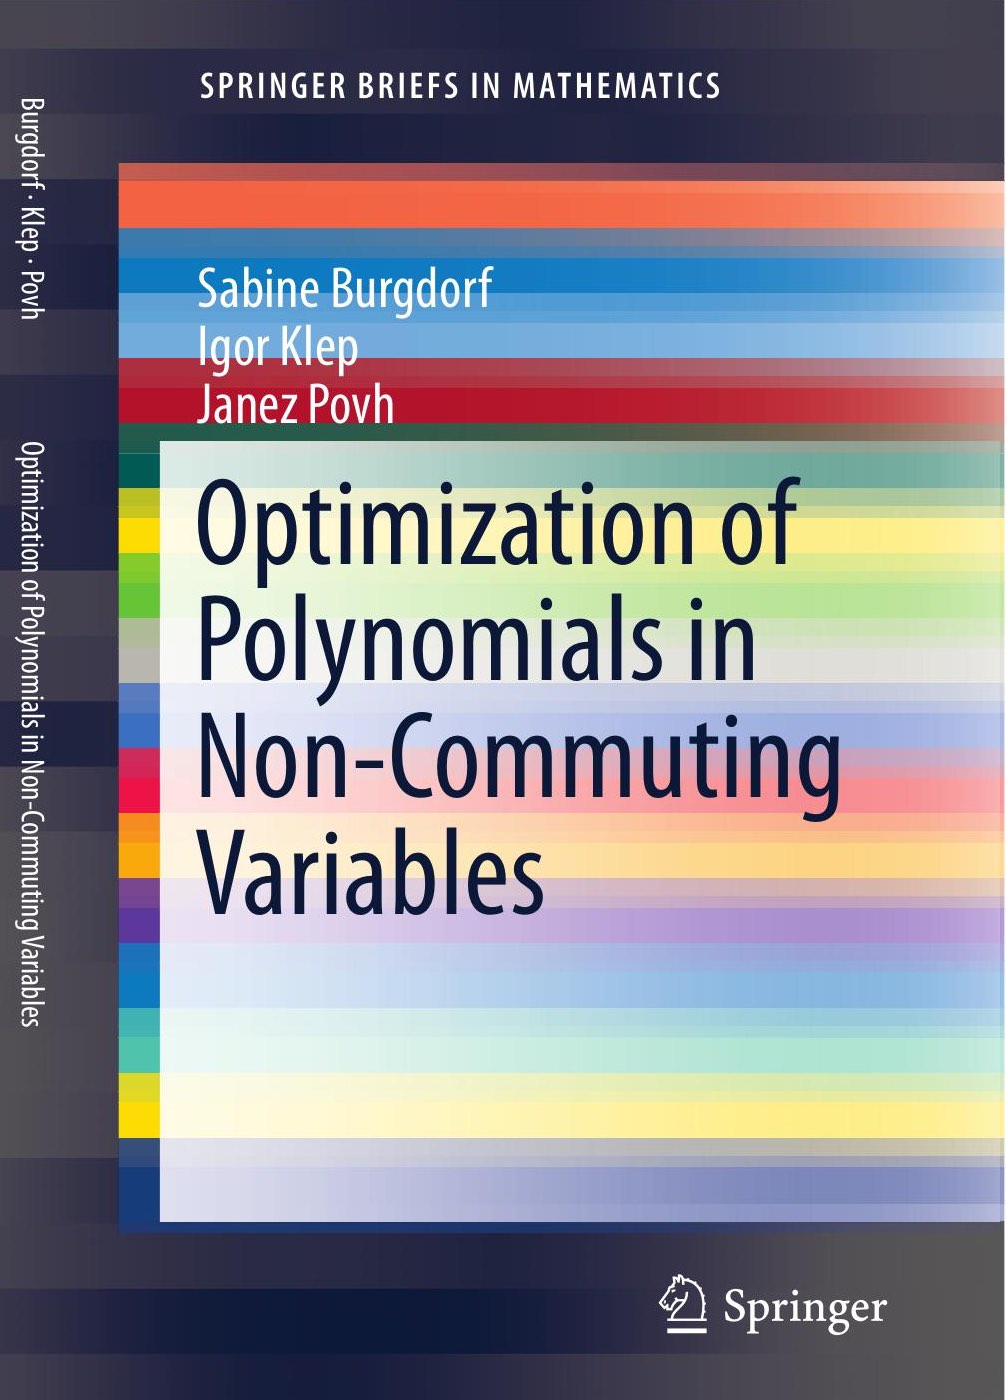 SPRINGER BRIEFS IN MATHEMATICS
Burgdorf · Klep · Povh
Optimization of Polynomials in Non-Commuting Variables
Sabine Burgdorf
Igor Klep
Janez Povh
Optimization of
Polynomials in
Non-Commuting
Variables
Springer